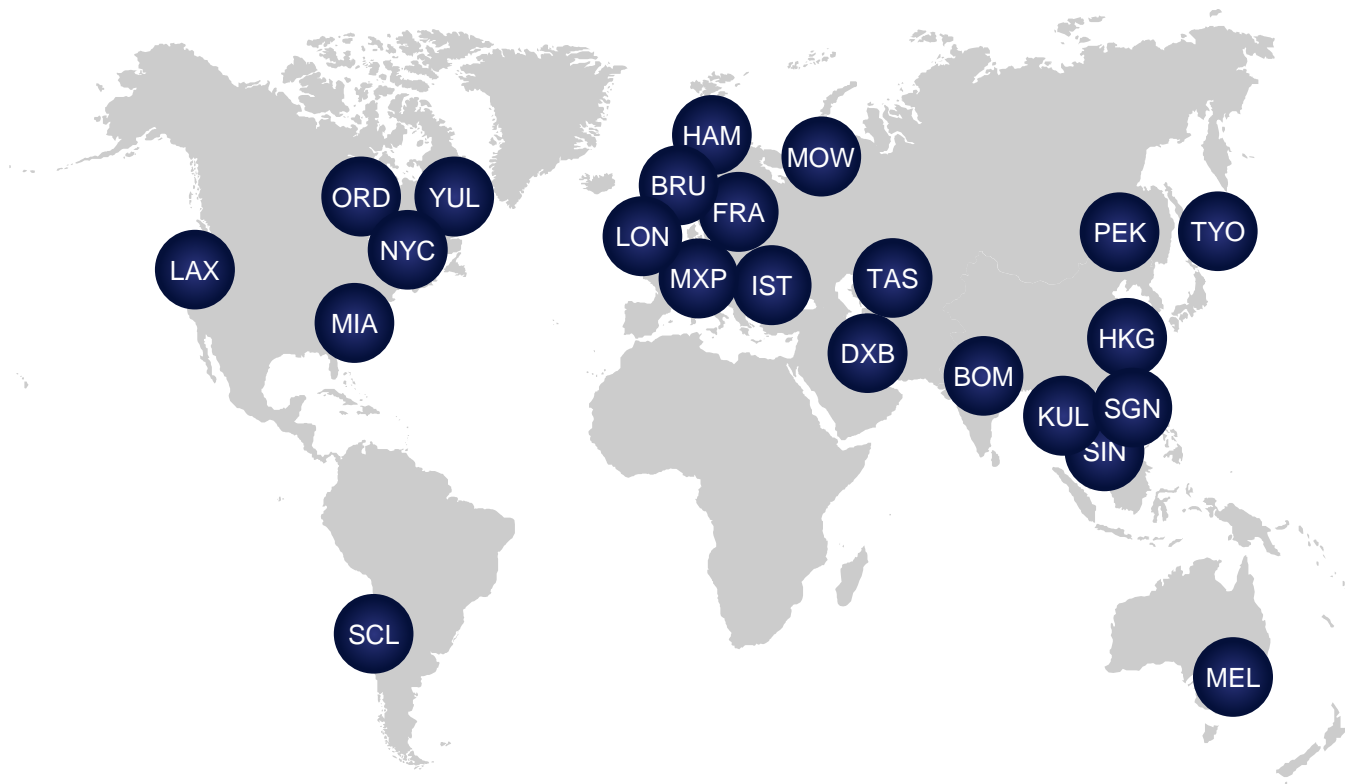 HAM
MOW
BRU
ORD
YUL
FRA
LON
PEK
TYO
NYC
LAX
MXP
IST
TAS
MIA
HKG
DXB
BOM
SGN
KUL
SIN
SCL
MEL